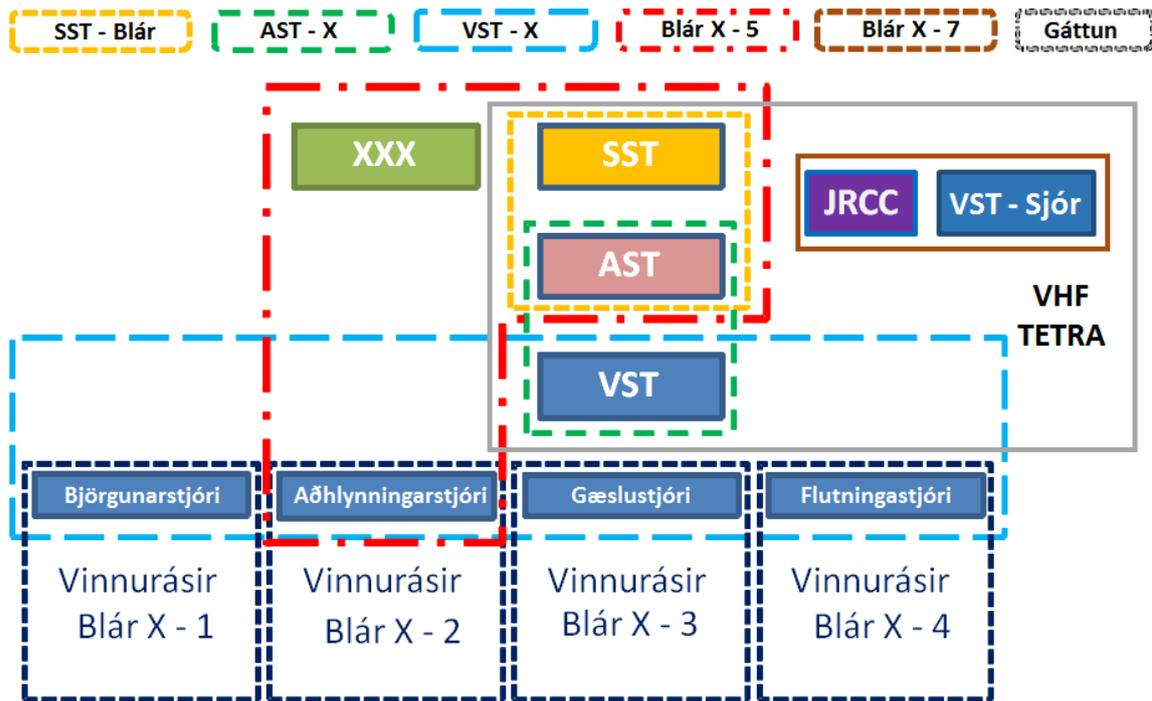 SST - Blár
AST - X
VST - X
Blár X - 5
Blár X - 7
Gáttun
XXX
SST
JRCC
VST - Sjór
AST
VHF
TETRA
VST
Björgunarstjóri
Aðhlynningarstjóri
Gæslustjóri
Flutningastjóri
Vinnurásir
Blár X - 1
Vinnurásir
Blár X - 2
Vinnurásir
Blár X - 3
Vinnurásir
Blár X - 4